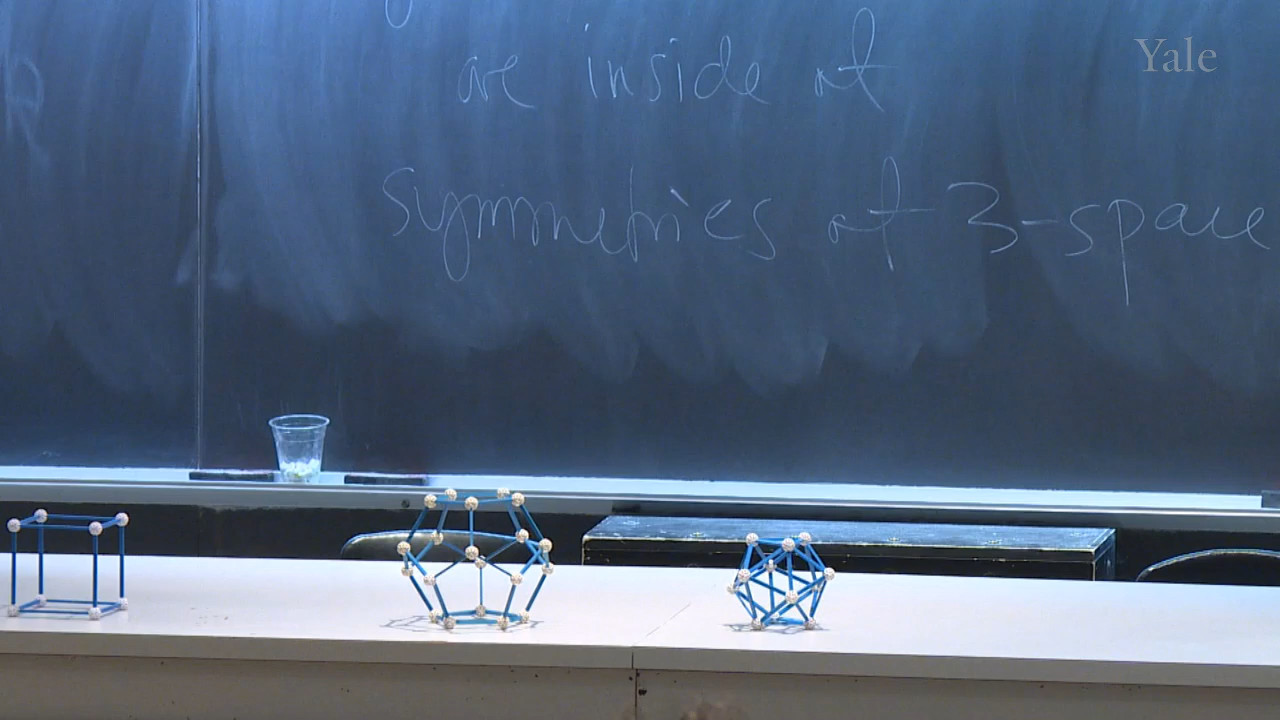 Yale
are inside of
symmetries of 3-space